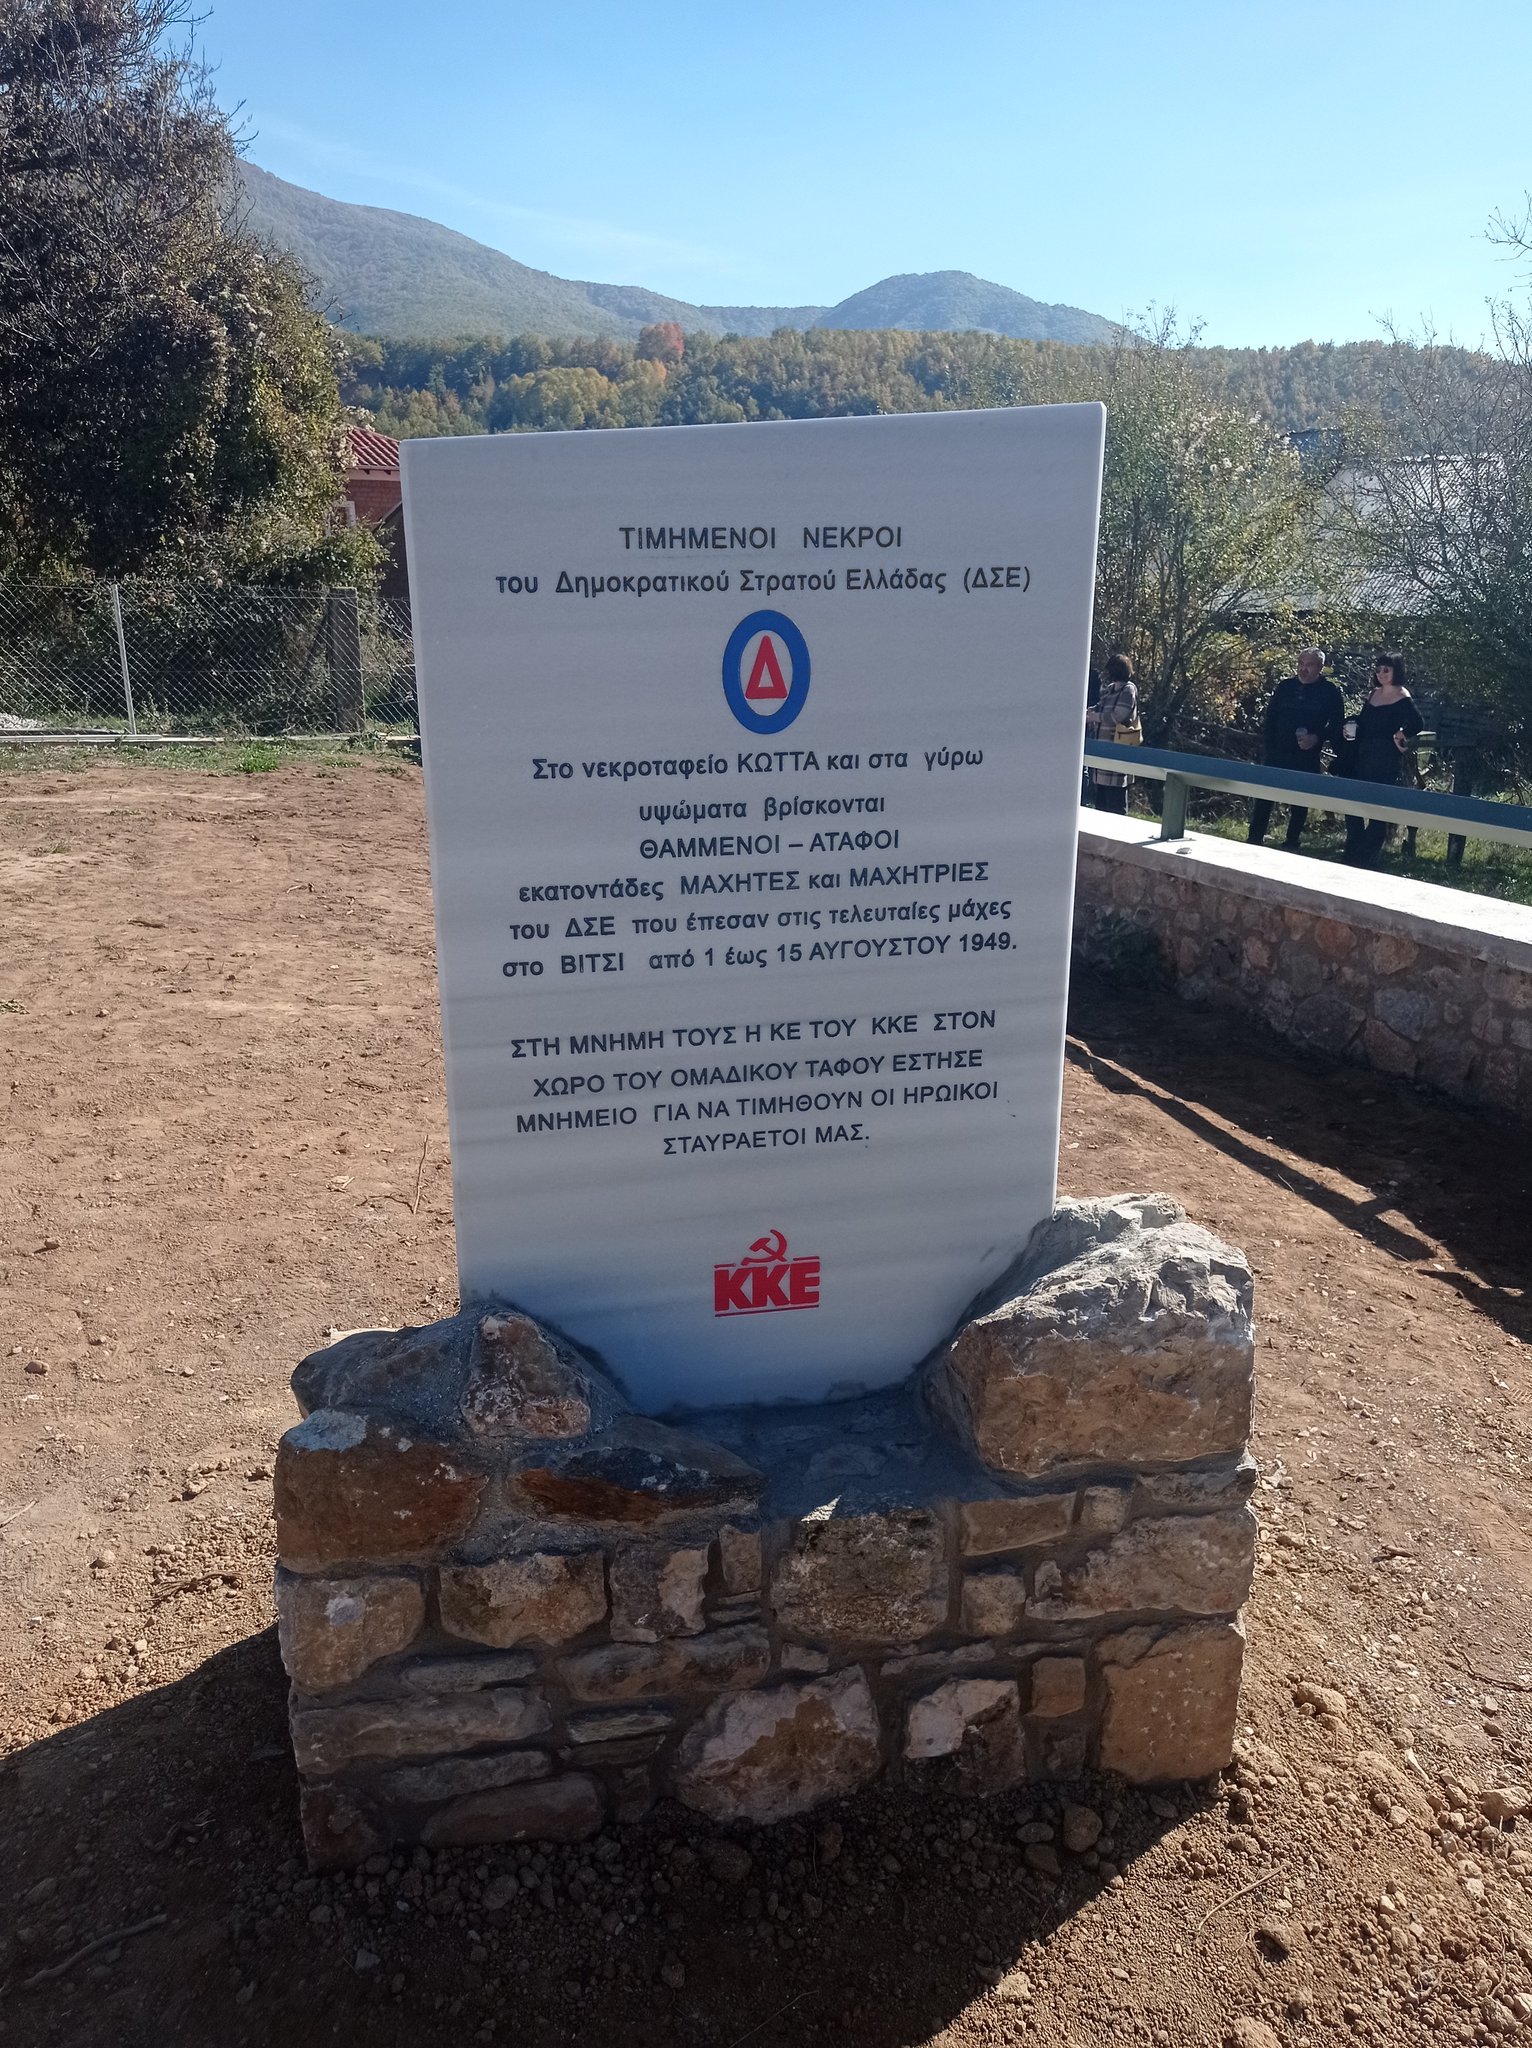 ΤΙΜΗΜΕΝΟΙ ΝΕΚΡΟΙ
του Δημοκρατικού Στρατού Ελλάδας (ΔΣΕ)
Δ
Στο νεκροταφείο ΚΩΤΤΑ και στα γύρω
υψώματα βρίσκονται
ΘΑΜΜΕΝΟΙ – ΑΤΑΦΟΙ
εκατοντάδες ΜΑΧΗΤΕΣ και ΜΑΧΗΤΡΙΕΣ
του ΔΣΕ που έπεσαν στις τελευταίες μάχες
στο ΒΙΤΣΙ από 1 έως 15 ΑΥΓΟΥΣΤΟΥ 1949.
ΣΤΗ ΜΝΗΜΗ ΤΟΥΣ Η ΚΕ ΤΟΥ ΚΚΕ ΣΤΟΝ
ΧΩΡΟ ΤΟΥ ΟΜΑΔΙΚΟΥ ΤΑΦΟΥ ΕΣΤΗΣΕ
ΜΝΗΜΕΙΟ ΓΙΑ ΝΑ ΤΙΜΗΘΟΥΝ ΟΙ ΗΡΩΙΚΟΙ
ΣΤΑΥΡΑΕΤΟΙ ΜΑΣ.
ΚΚΕ